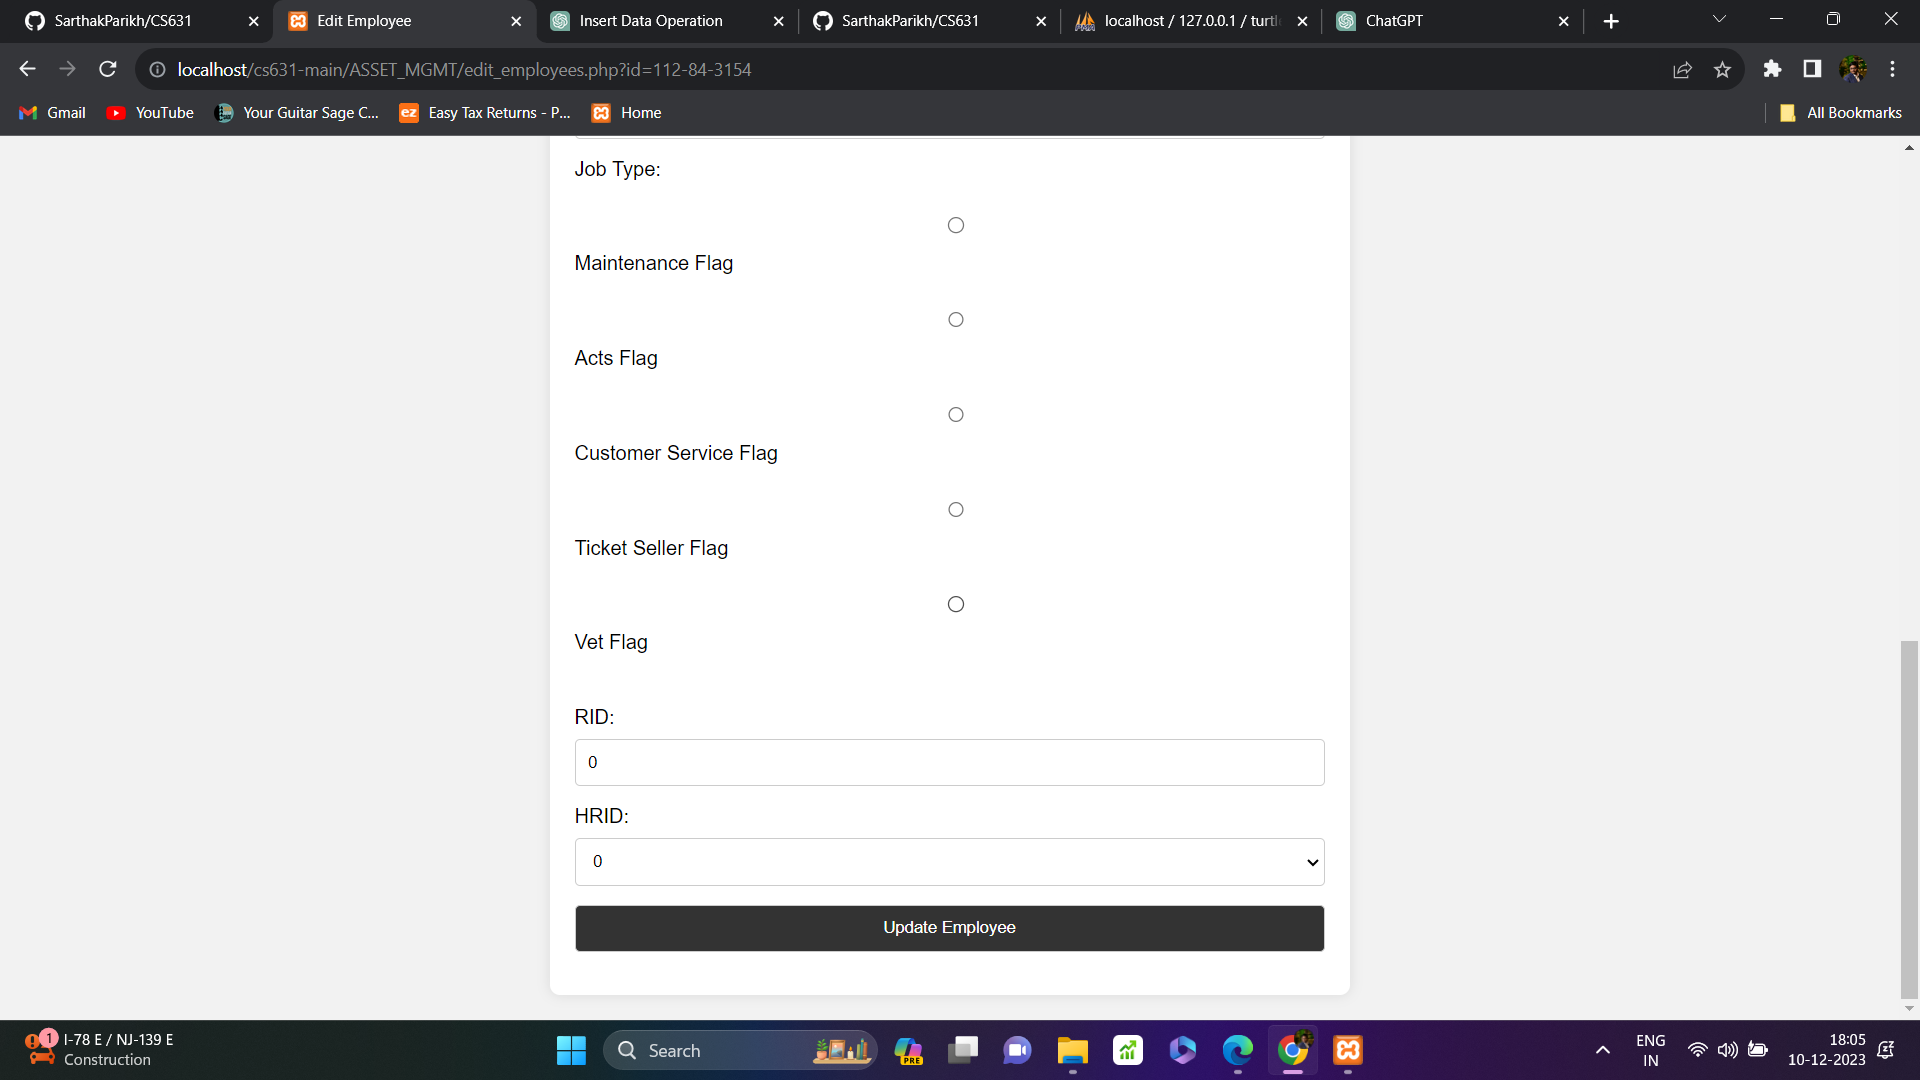 SarthakParikh/CS631
Edit Employee
Insert Data Operation
SarthakParikh/CS631
localhost / 127.0.0.1 / turtl
ChatGPT
localhost/cs631-main/ASSET_MGMT/edit_employees.php?id=112-84-3154
Gmail
YouTube
Your Guitar Sage C...
ez
Easy Tax Returns - P...
Home
All Bookmarks
Job Type:
Maintenance Flag
Acts Flag
Customer Service Flag
Ticket Seller Flag
Vet Flag
RID:
0
HRID:
0
Update Employee
1
I-78 E / NJ-139 E
Construction
Search
PRE
ENG
IN
18:05
10-12-2023